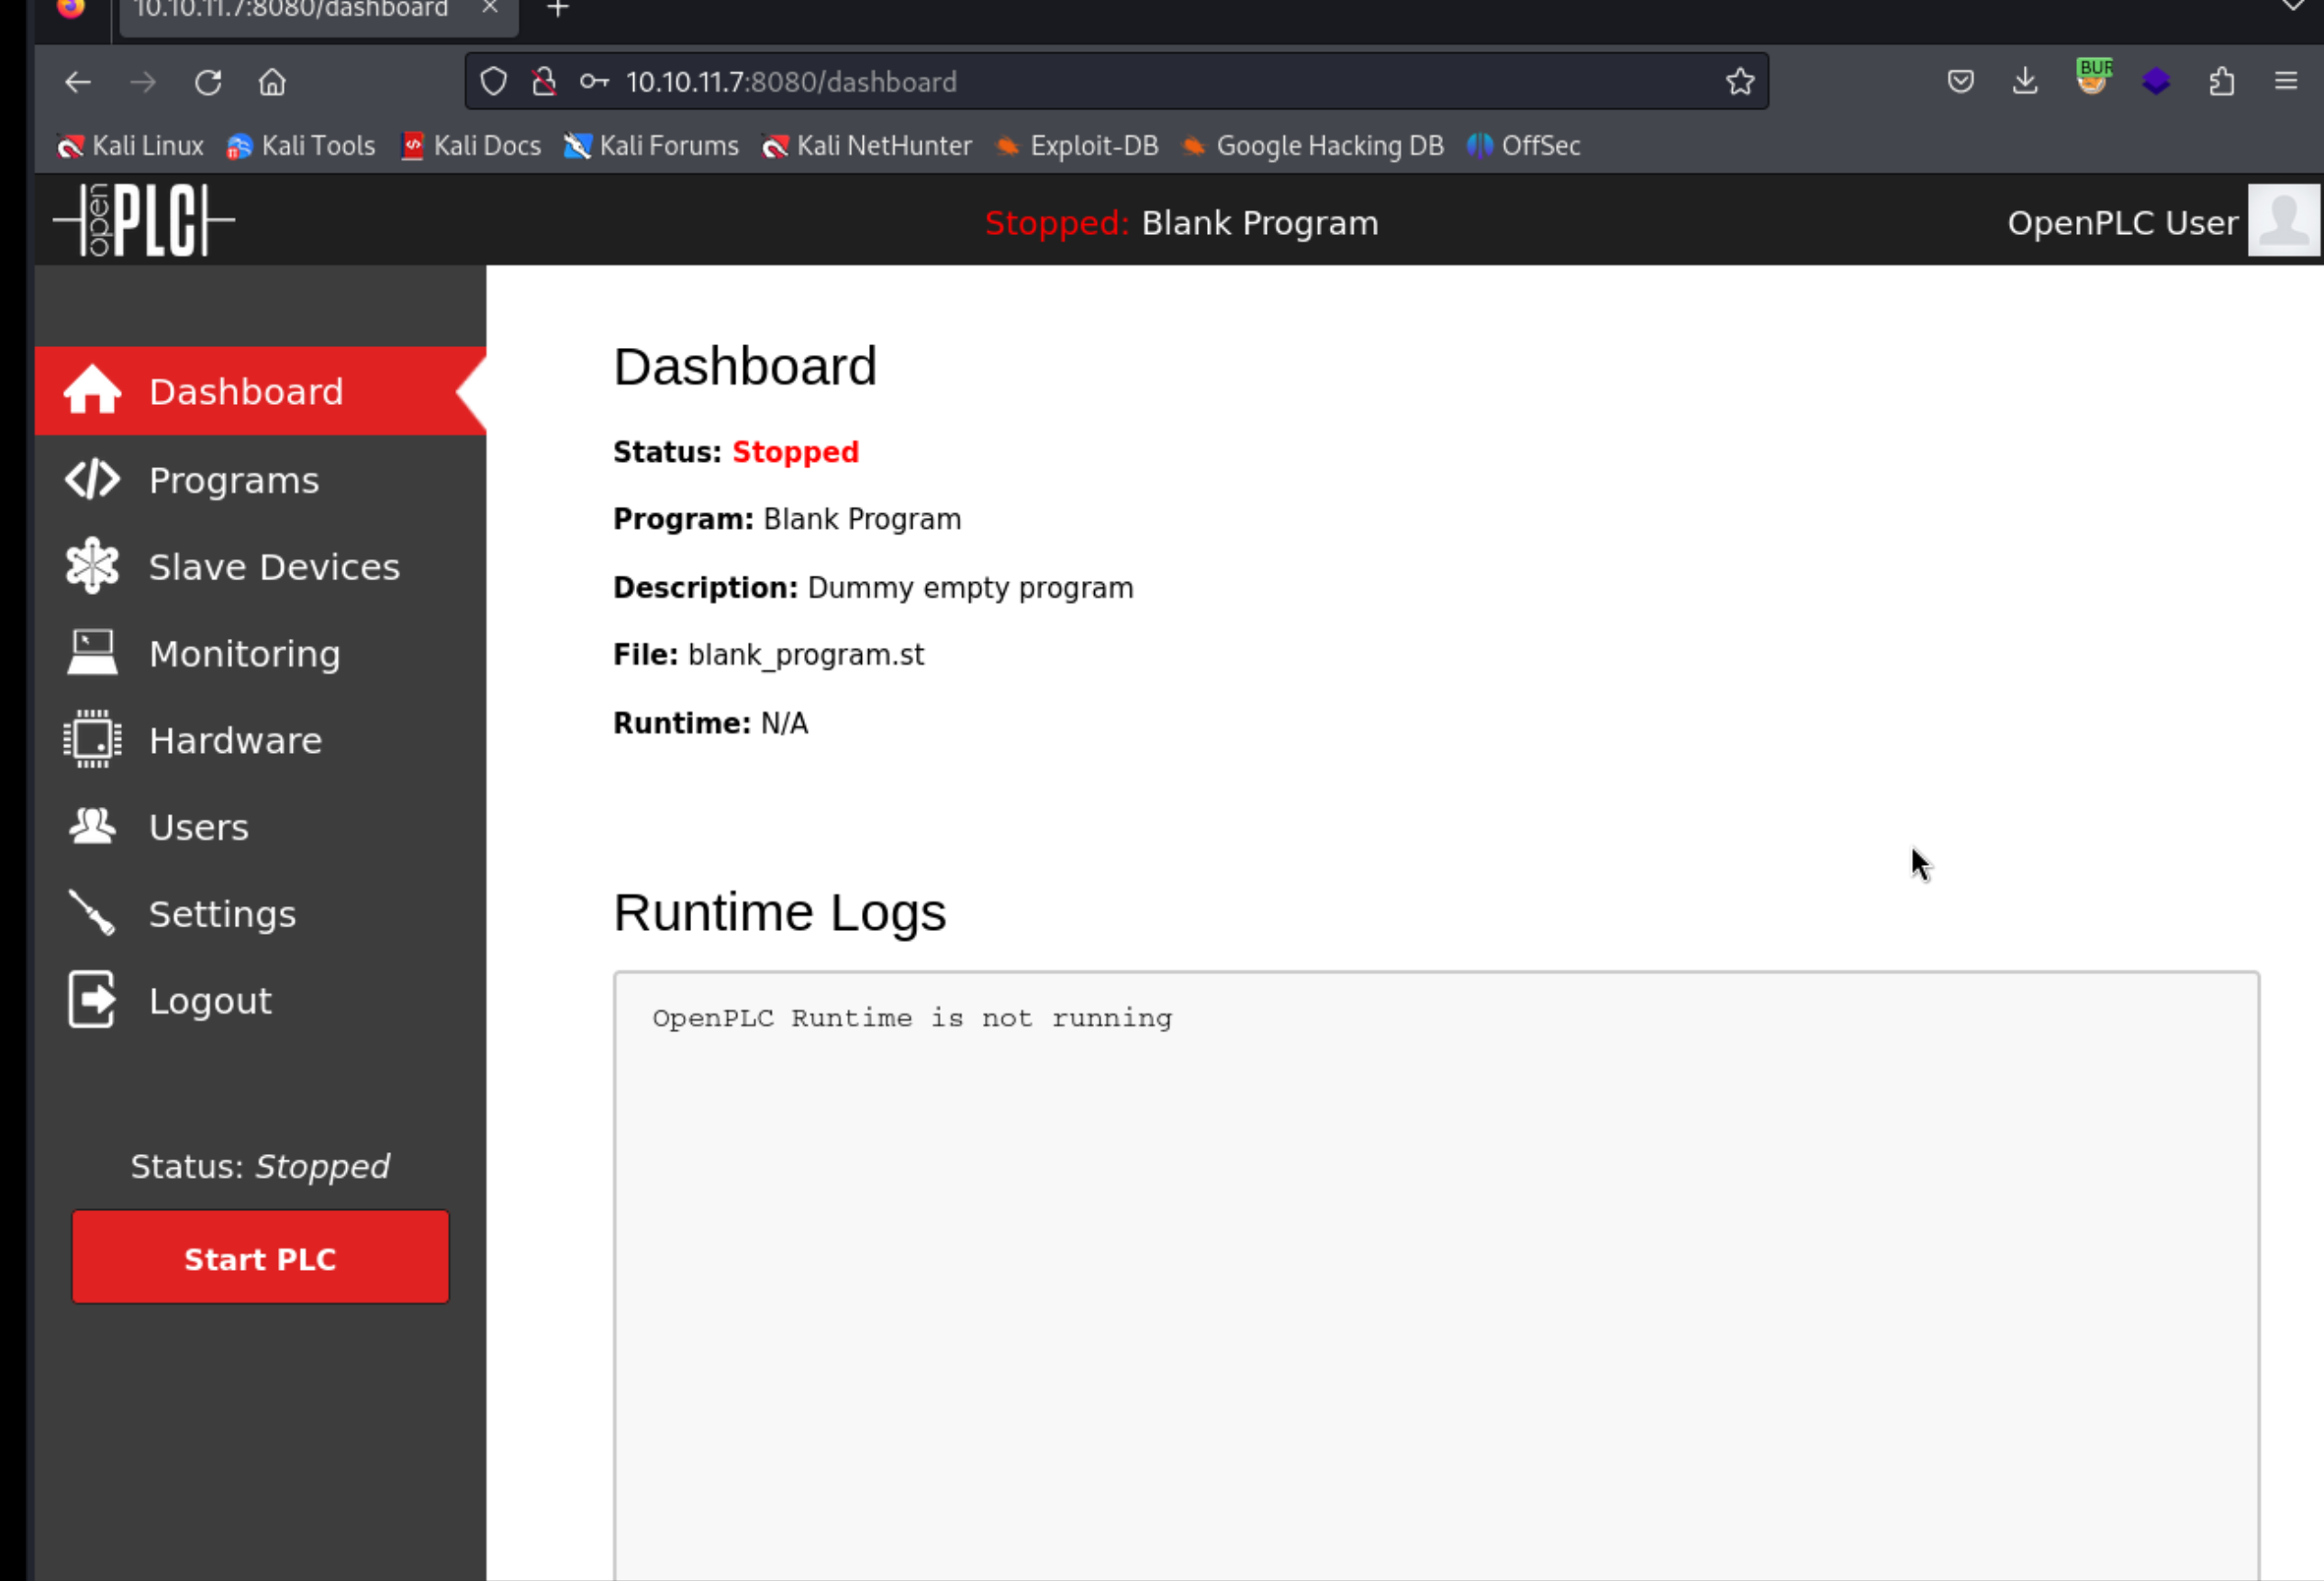 10.10.11.7:8080/dashboard
10.10.11.7:8080/dashboard
BUR
Kali Linux Kali Tools Kali Docs Kali Forums Kali NetHunter Exploit-DB Google Hacking DB OffSec
open PLC Stopped: Blank Program OpenPLC User
Dashboard
Programs
Slave Devices
Monitoring
Hardware
Users
Settings
Logout
Status: Stopped
Start PLC
Dashboard
Status: Stopped
Program: Blank Program
Description: Dummy empty program
File: blank_program.st
Runtime: N/A
Runtime Logs
OpenPLC Runtime is not running